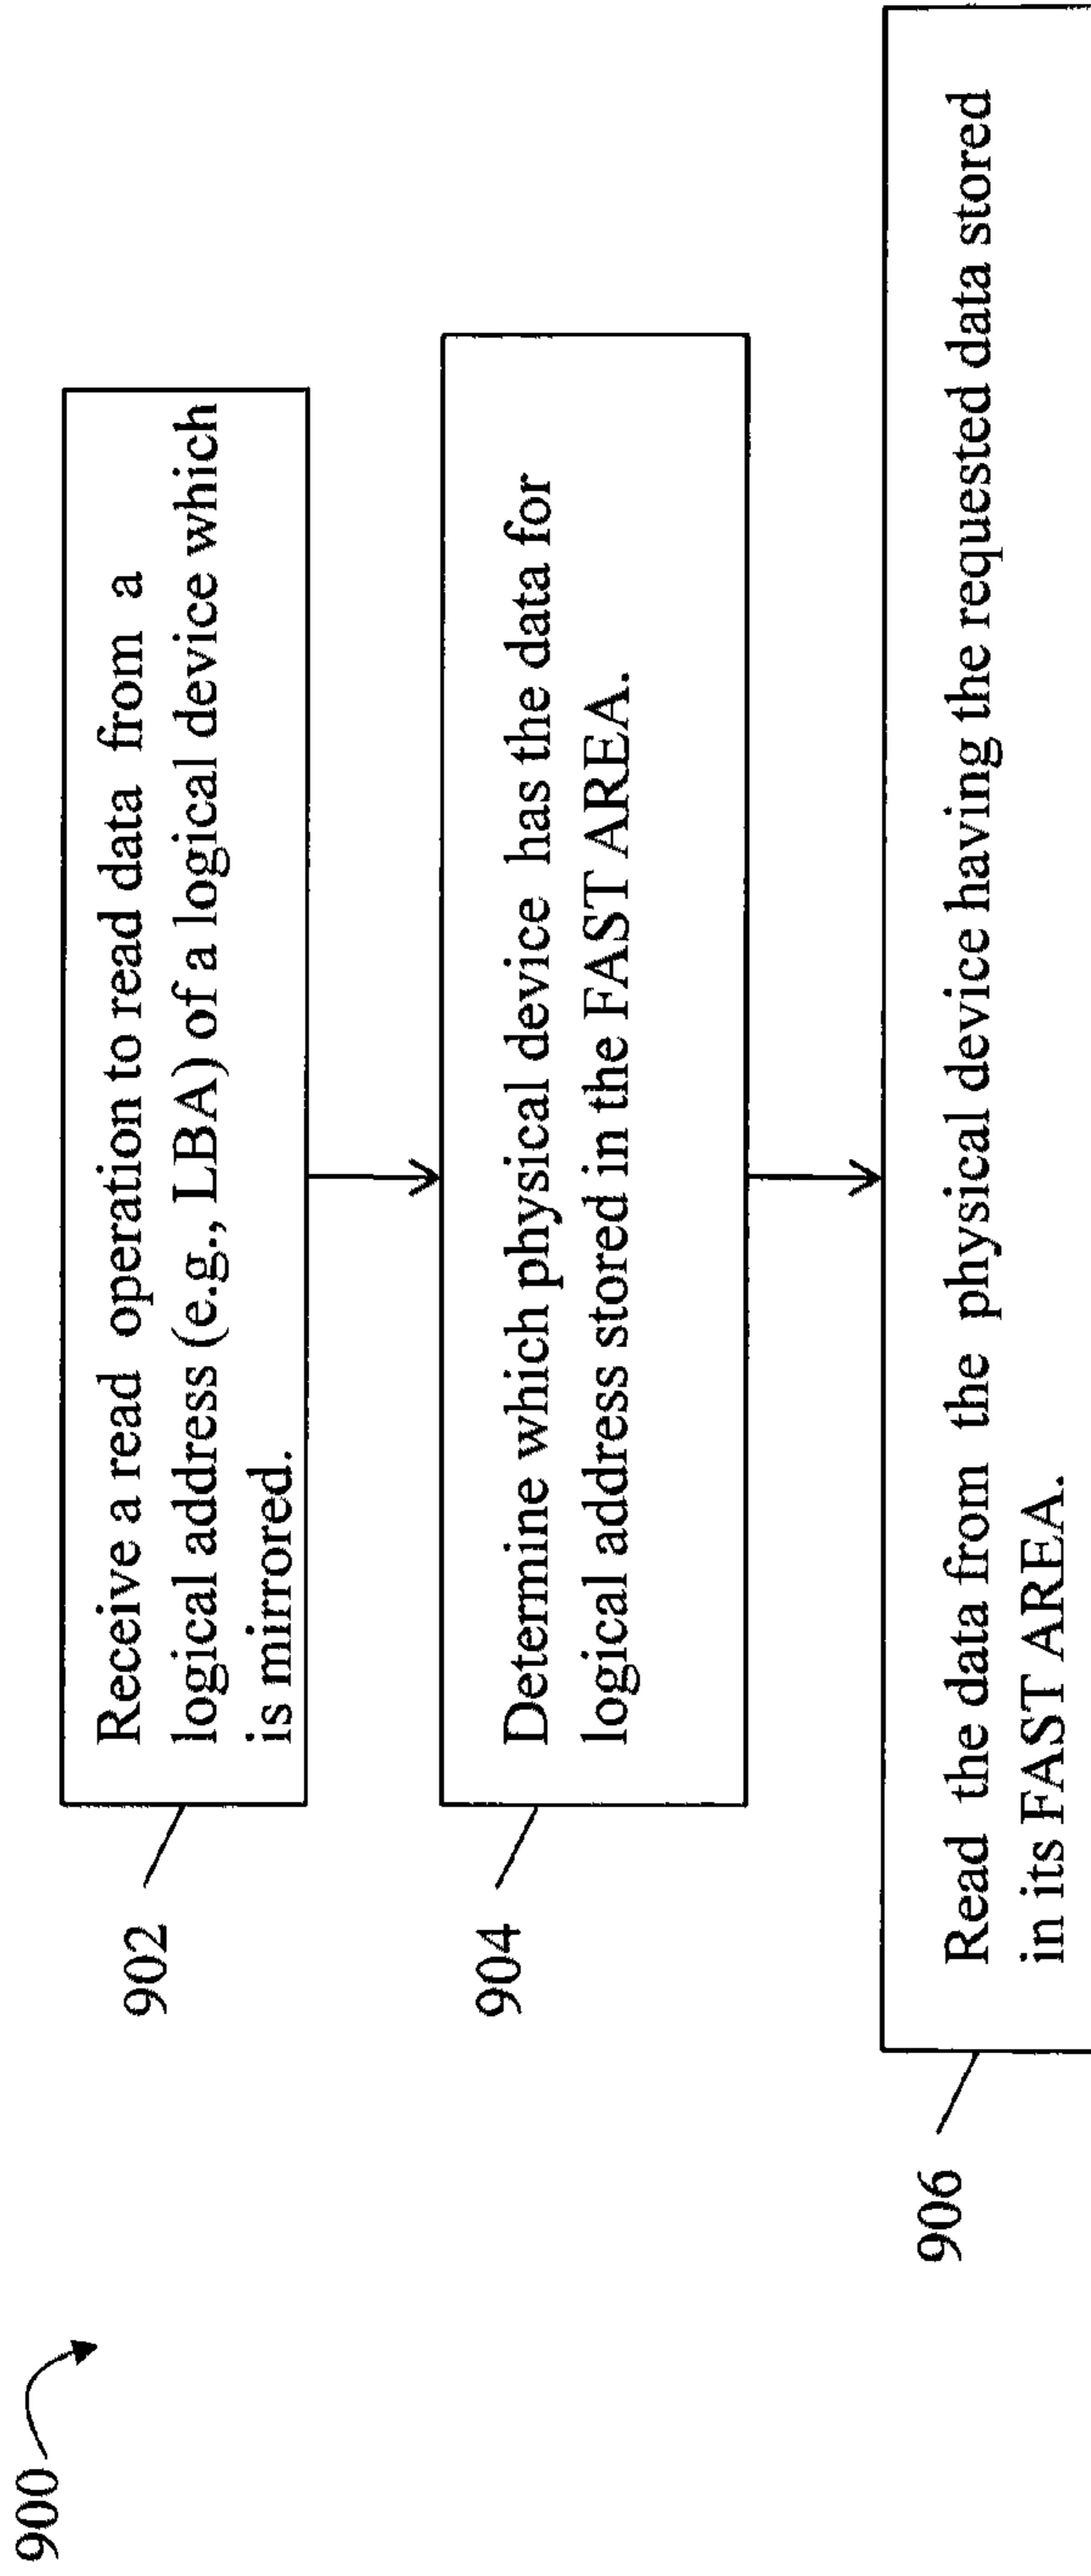 900
902
Receive a read operation to read data from a
logical address (e.g., LBA) of a logical device which
is mirrored.
904
Determine which physical device has the data for
logical address stored in the FAST AREA.
906
Read the data from the physical device having the requested data stored
in its FAST AREA.